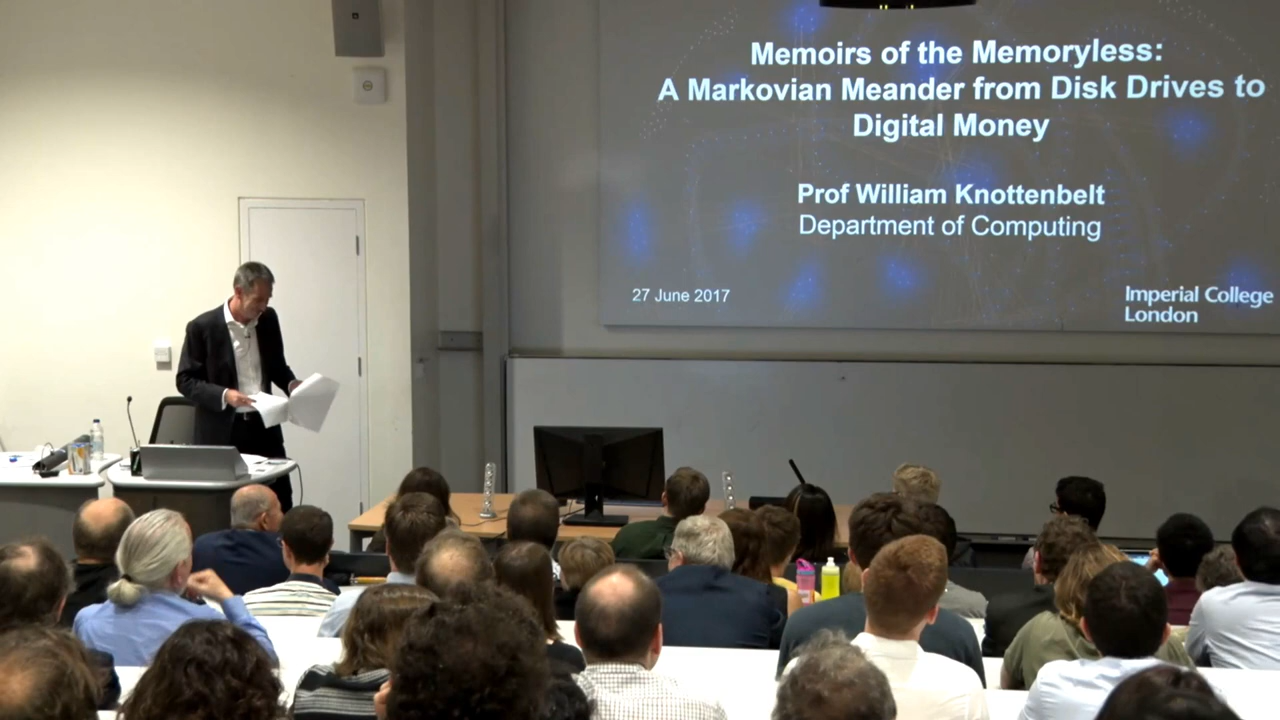 Memoirs of the Memoryless:
A Markovian Meander from Disk Drives to
Digital Money
Prof William Knottenbelt
Department of Computing
27 June 2017
Imperial College
London